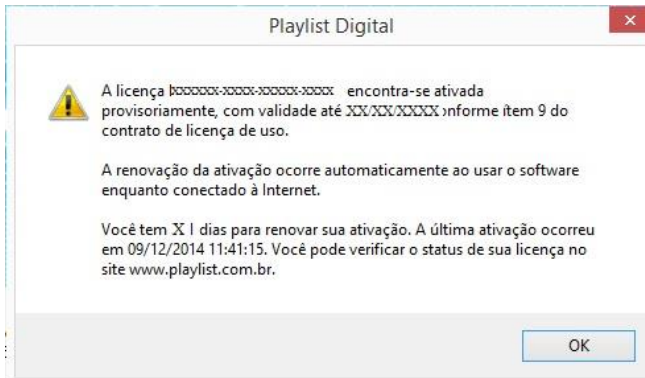 Playlist Digital
A licença xxxxxx-xxxx-xxxxx-xxxx encontra-se ativada
provisoriamente, com validade até XX/XX/XXXX onforme ítem 9 do
contrato de licença de uso.
A renovação da ativação ocorre automaticamente ao usar o software
enquanto conectado à Internet.
Você tem X dias para renovar sua ativação. A última ativação ocorreu
em 09/12/2014 11:41:15. Você pode verificar o status de sua licença no
site www.playlist.com.br.
OK